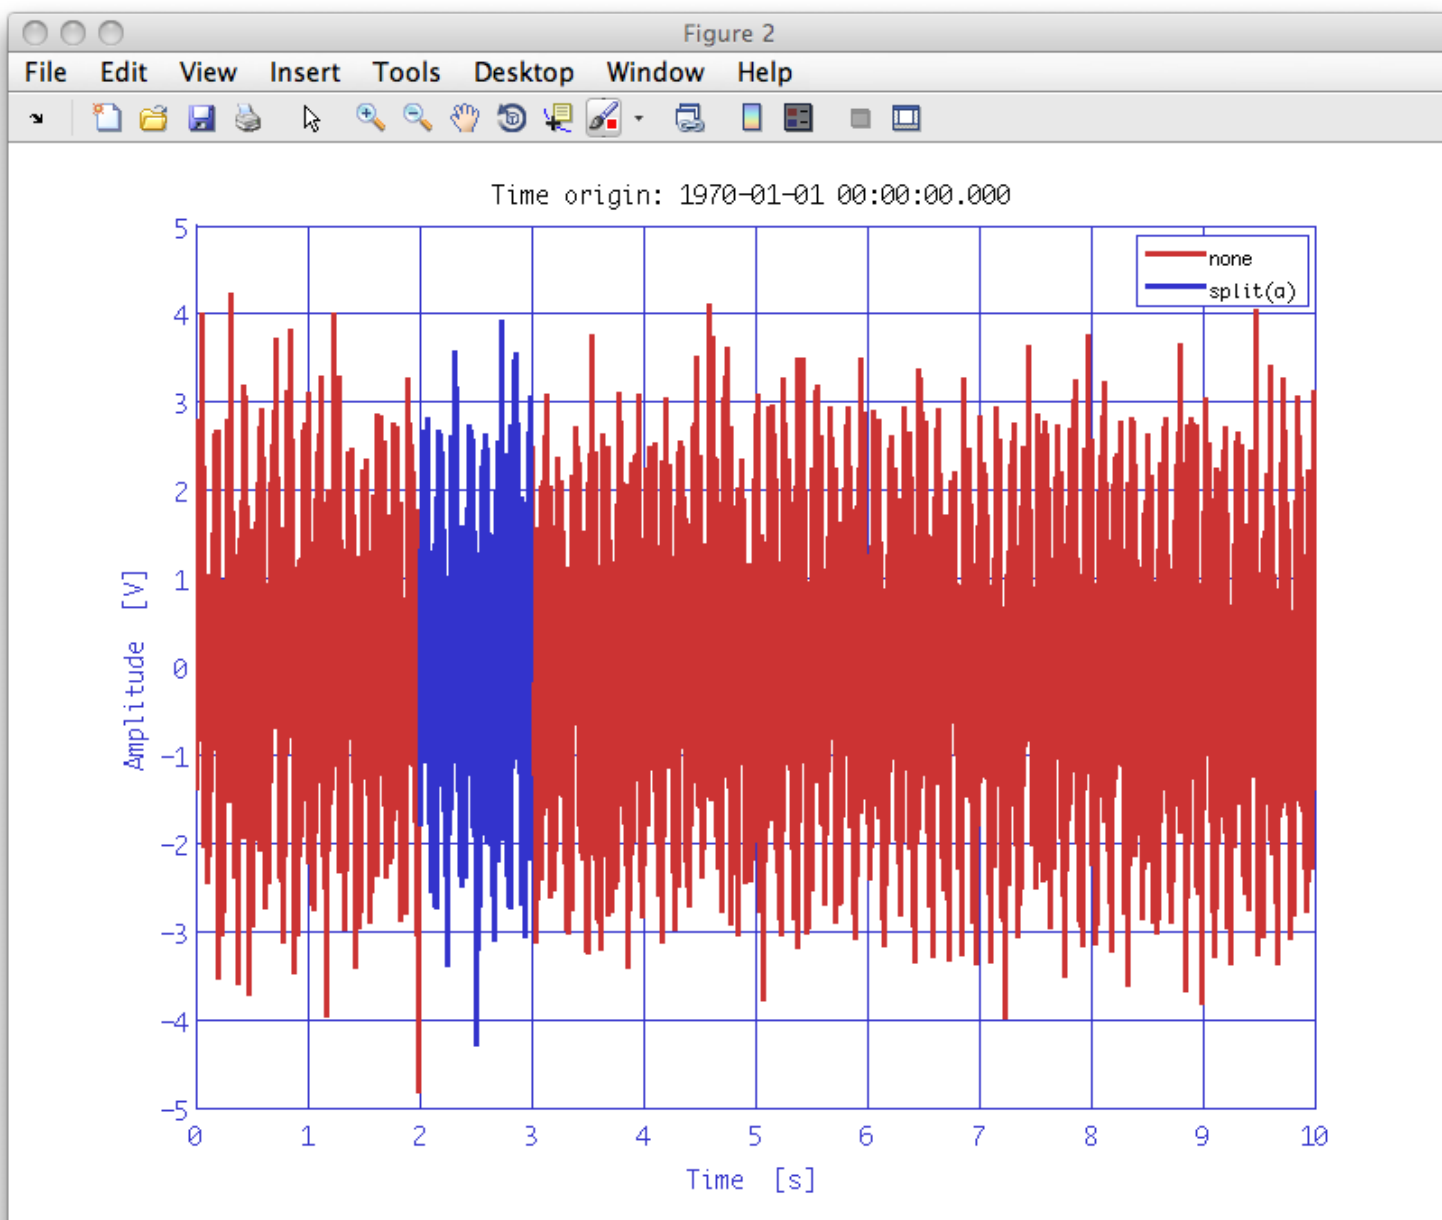 Figure 2
File Edit View Insert Tools Desktop Window Help
Time origin: 1970-01-01 00:00:00.000
none
split(a)
5
4
3
2
1
0
-1
-2
-3
-4
-5
Amplitude [V]
0 1 2 3 4 5 6 7 8 9 10
Time [s]